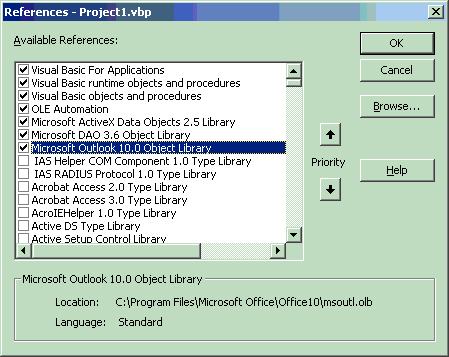 References - Project1.vbp
Available References:
OK
Cancel
Browse...
Priority
Help
Visual Basic For Applications
Visual Basic runtime objects and procedures
Visual Basic objects and procedures
OLE Automation
Microsoft ActiveX Data Objects 2.5 Library
Microsoft DAO 3.6 Object Library
Microsoft Outlook 10.0 Object Library
IAS Helper COM Component 1.0 Type Library
IAS RADIUS Protocol 1.0 Type Library
Acrobat Access 2.0 Type Library
Acrobat Access 3.0 Type Library
AcroIEHelper 1.0 Type Library
Active DS Type Library
Active Setup Control Library
Microsoft Outlook 10.0 Object Library
Location: C:\Program Files\Microsoft Office\Office10\msoutl.olb
Language: Standard